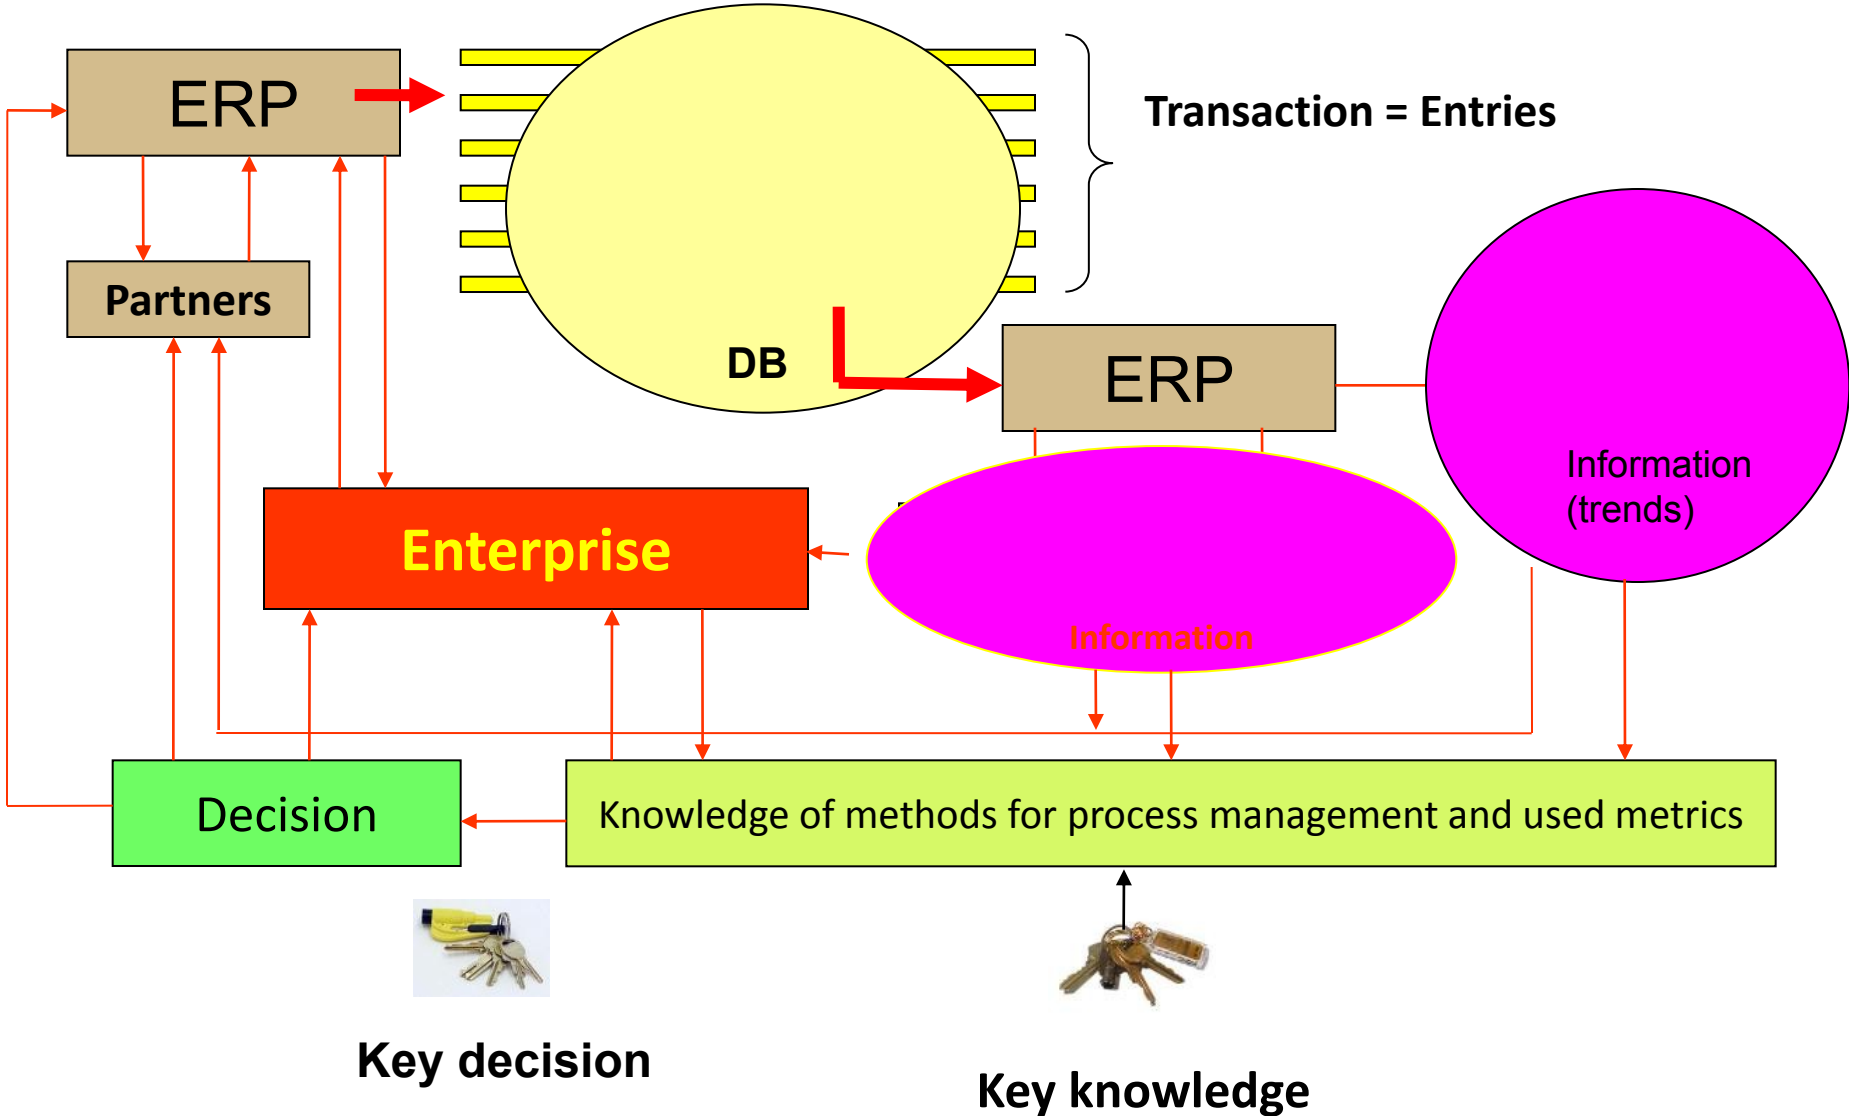 ERP
Transaction = Entries
Partners
DB
ERP
Information
(trends)
Enterprise
Information
Decision
Knowledge of methods for process management and used metrics
Key decision
Key knowledge